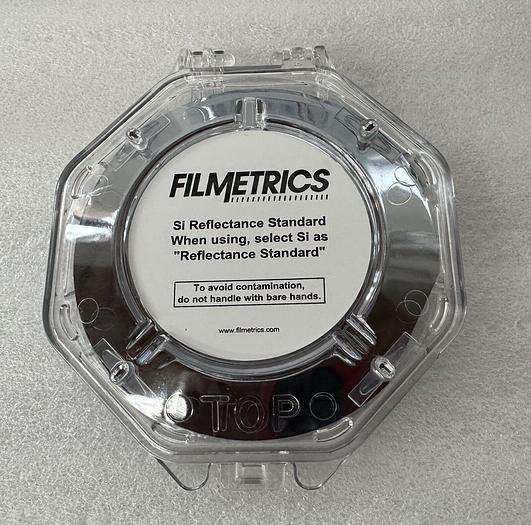 FILMETRICS
Si Reflectance Standard
When using, select Si as
"Reflectance Standard"
To avoid contamination,
do not handle with bare hands.
www.filmetrics.com
TOP